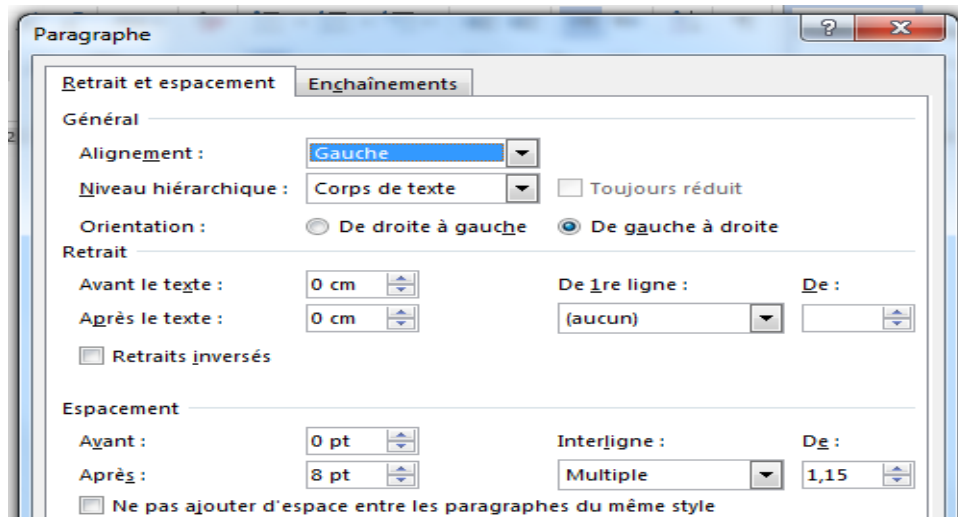 Paragraphe
Retrait et espacement Enchaînements
Général
Alignement : Gauche
Niveau hiérarchique : Corps de texte Toujours réduit
Orientation : De droite à gauche De gauche à droite
Retrait
Avant le texte : 0 cm De 1re ligne : De :
Après le texte : 0 cm (aucun)
Retraits inversés
Espacement
Avant : 0 pt Interligne : De :
Après : 8 pt Multiple 1,15
Ne pas ajouter d'espace entre les paragraphes du même style